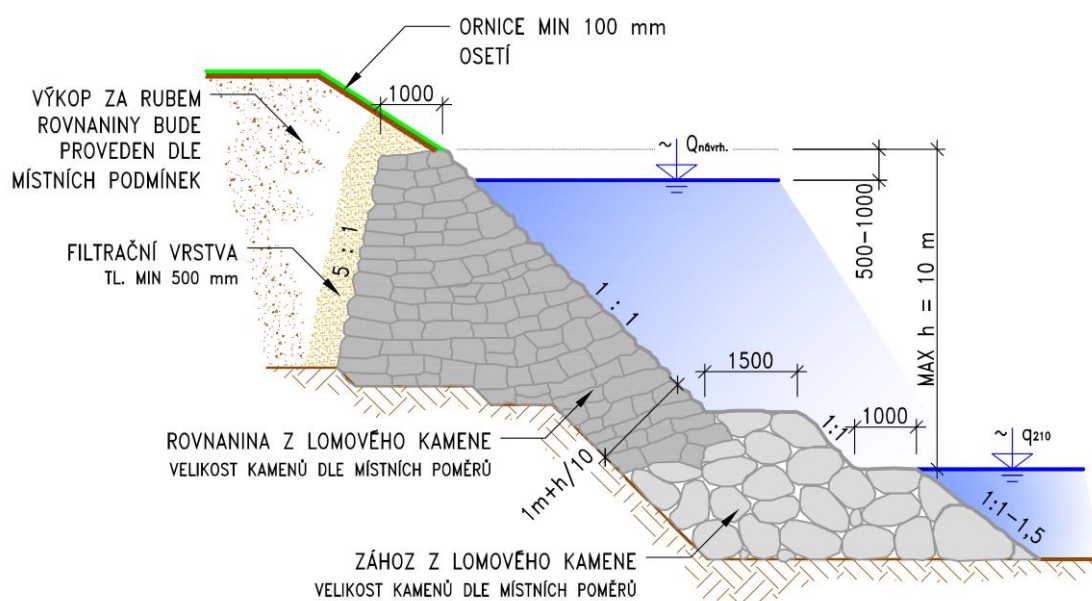 ORNICE MIN 100 mm
OSETÍ
1000
VÝKOP ZA RUBEM
ROVNANINY BUDE
PROVEDEN DLE
MÍSTNÍCH PODMÍNEK
~ Qnávrh.
500-1000
FILTRAČNÍ VRSTVA
TL. MIN 500 mm
5 : 1
1 : 1
MAX h = 10 m
1500
1:1
1000
~ q210
ROVNANINA Z LOMOVÉHO KAMENE
VELIKOST KAMENŮ DLE MÍSTNÍCH POMĚRŮ
1m+h/10
1:1-1,5
ZÁHOZ Z LOMOVÉHO KAMENE
VELIKOST KAMENŮ DLE MÍSTNÍCH POMĚRŮ